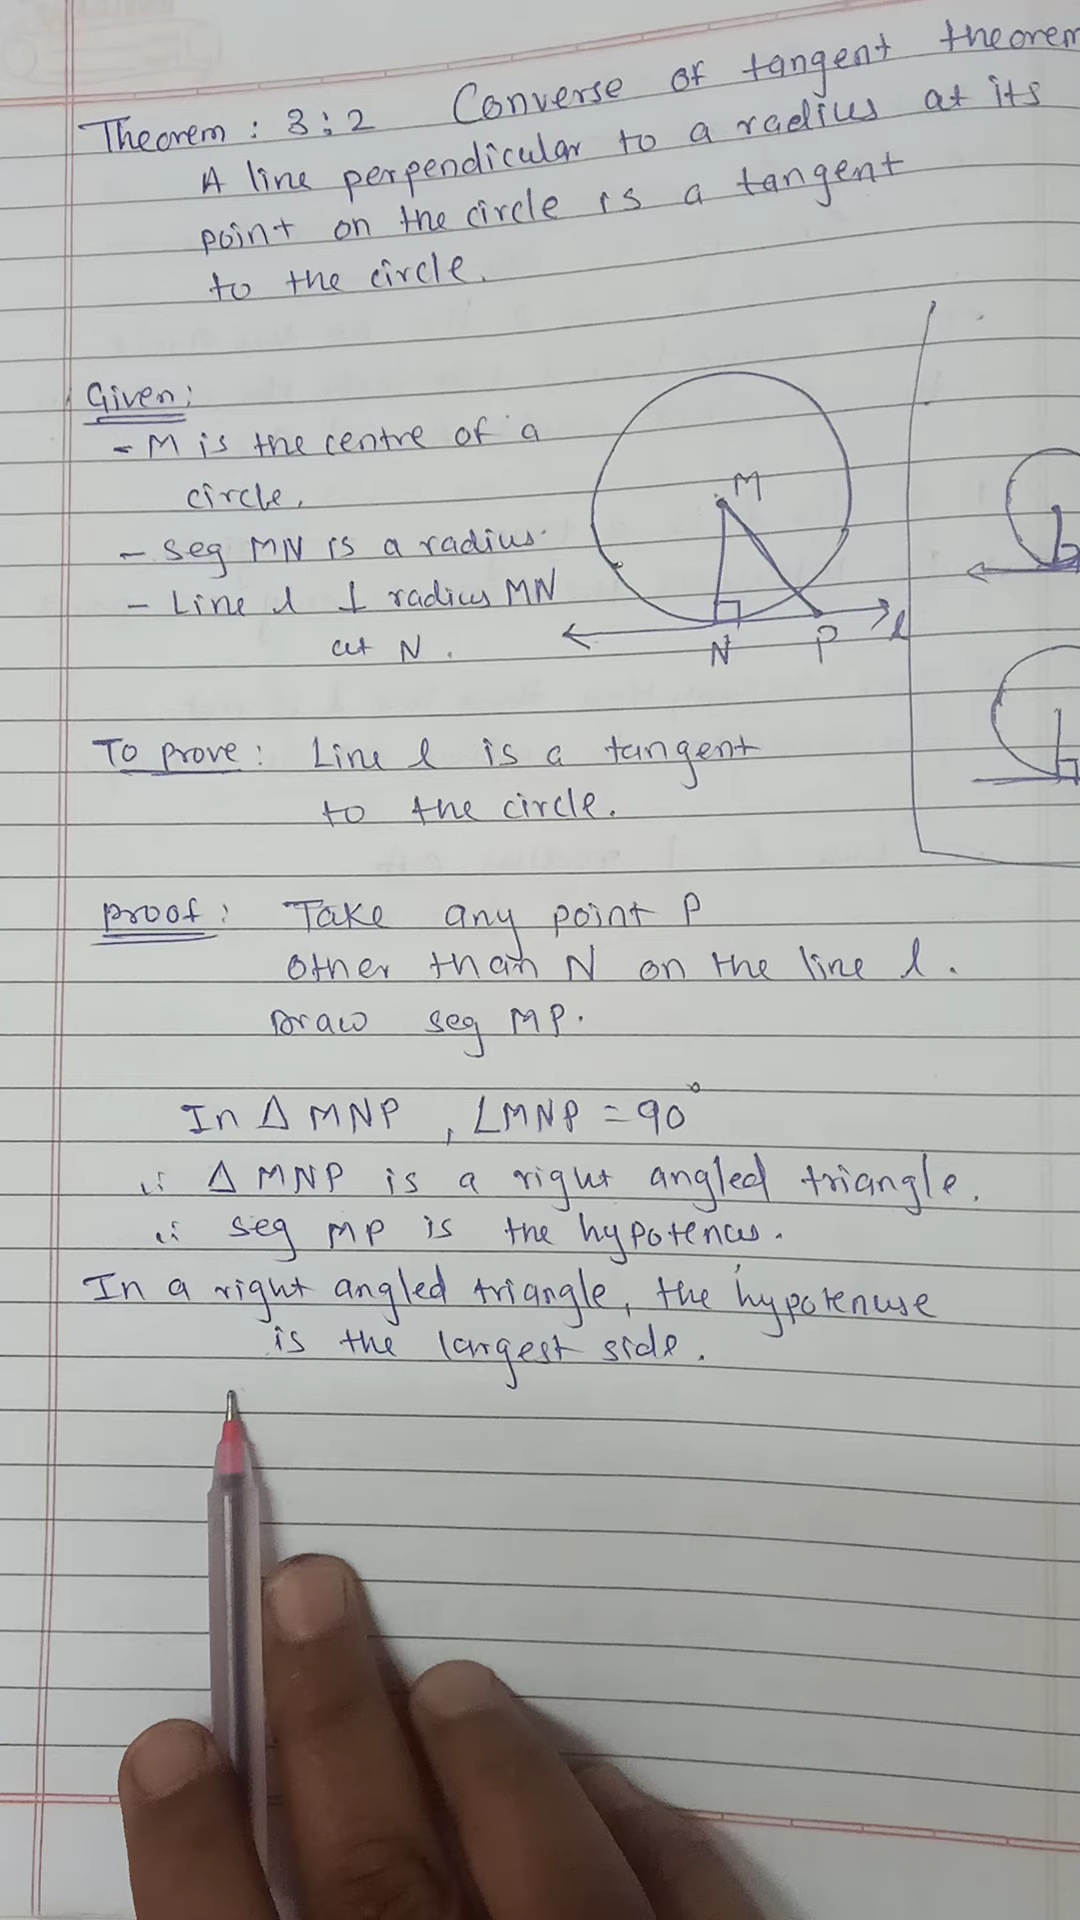 Theorem : 3:2 Converse of tangent theorem
A line perpendicular to a radius at its
point on the circle is a tangent
to the circle.
Given:
- M is the centre of a
circle.
- seg MN is a radius.
- Line l ⊥ radius MN
at N.
M
N P l
To prove: Line l is a tangent
to the circle.
Proof: Take any point P
other than N on the line l.
Draw seg MP.
In Δ MNP, ∠MNP = 90°
∴ Δ MNP is a right angled triangle.
∴ seg MP is the hypotenus.
In a right angled triangle, the hypotenuse
is the largest side.